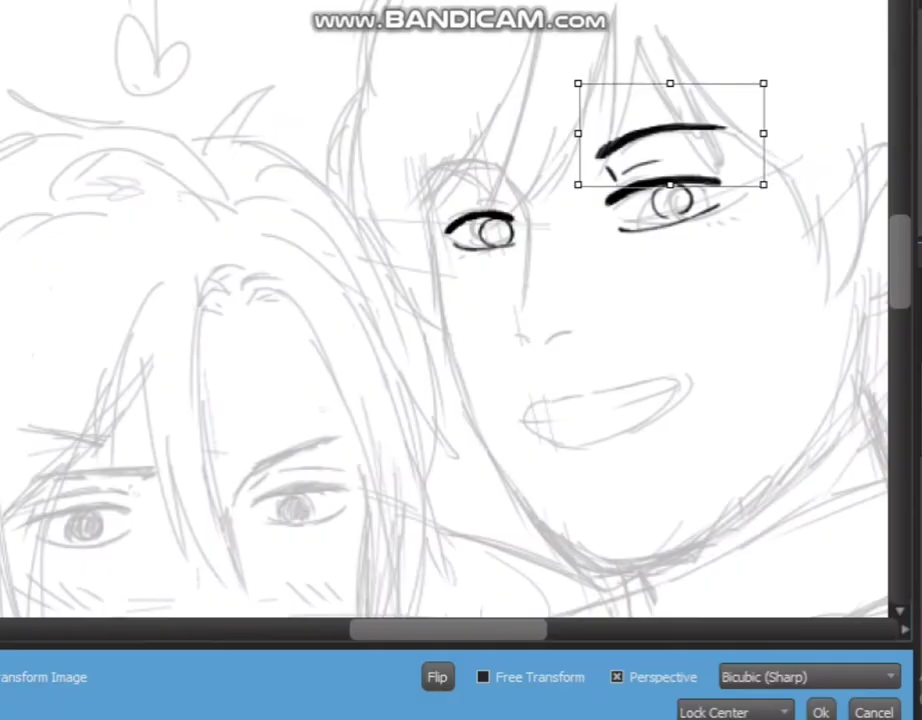 www.BANDICAM.com
ansform Image
Flip
Free Transform
Perspective
Bicubic (Sharp)
Lock Center
Ok
Cancel